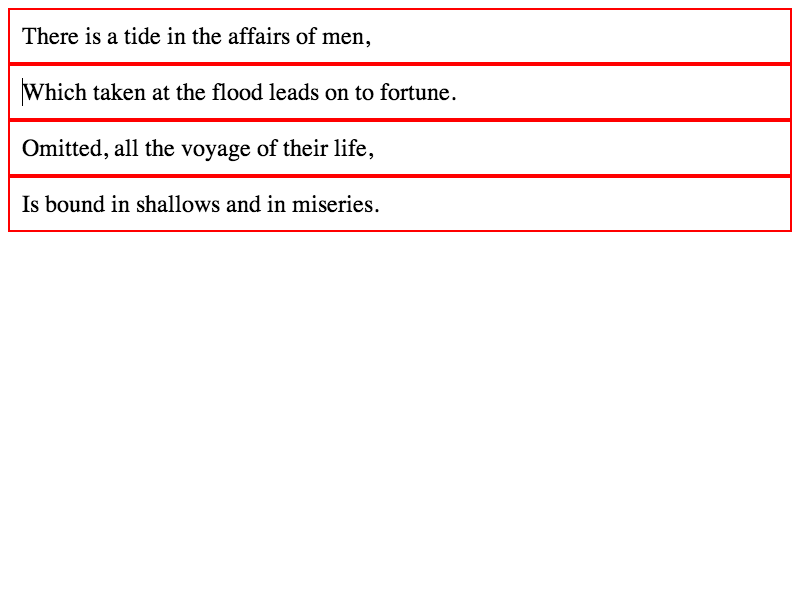 There is a tide in the affairs of men,
Which taken at the flood leads on to fortune.
Omitted, all the voyage of their life,
Is bound in shallows and in miseries.